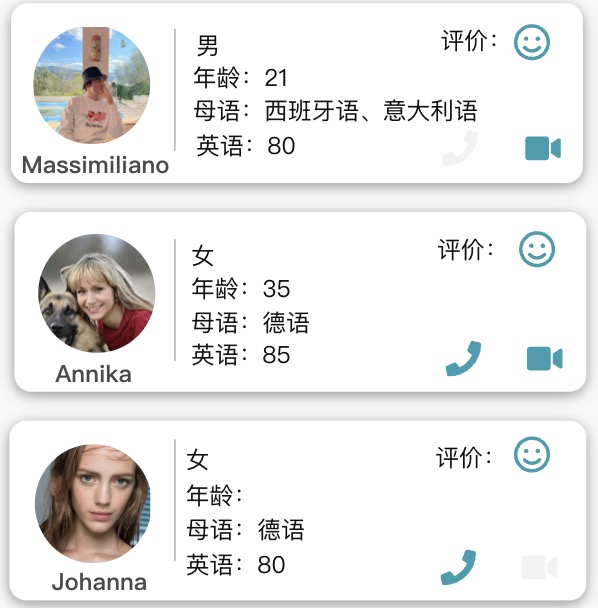 男
评价：
年龄：21
母语：西班牙语、意大利语
英语：80
Massimiliano
女
评价：
年龄：35
母语：德语
英语：85
Annika
女
评价：
年龄：
母语：德语
英语：80
Johanna